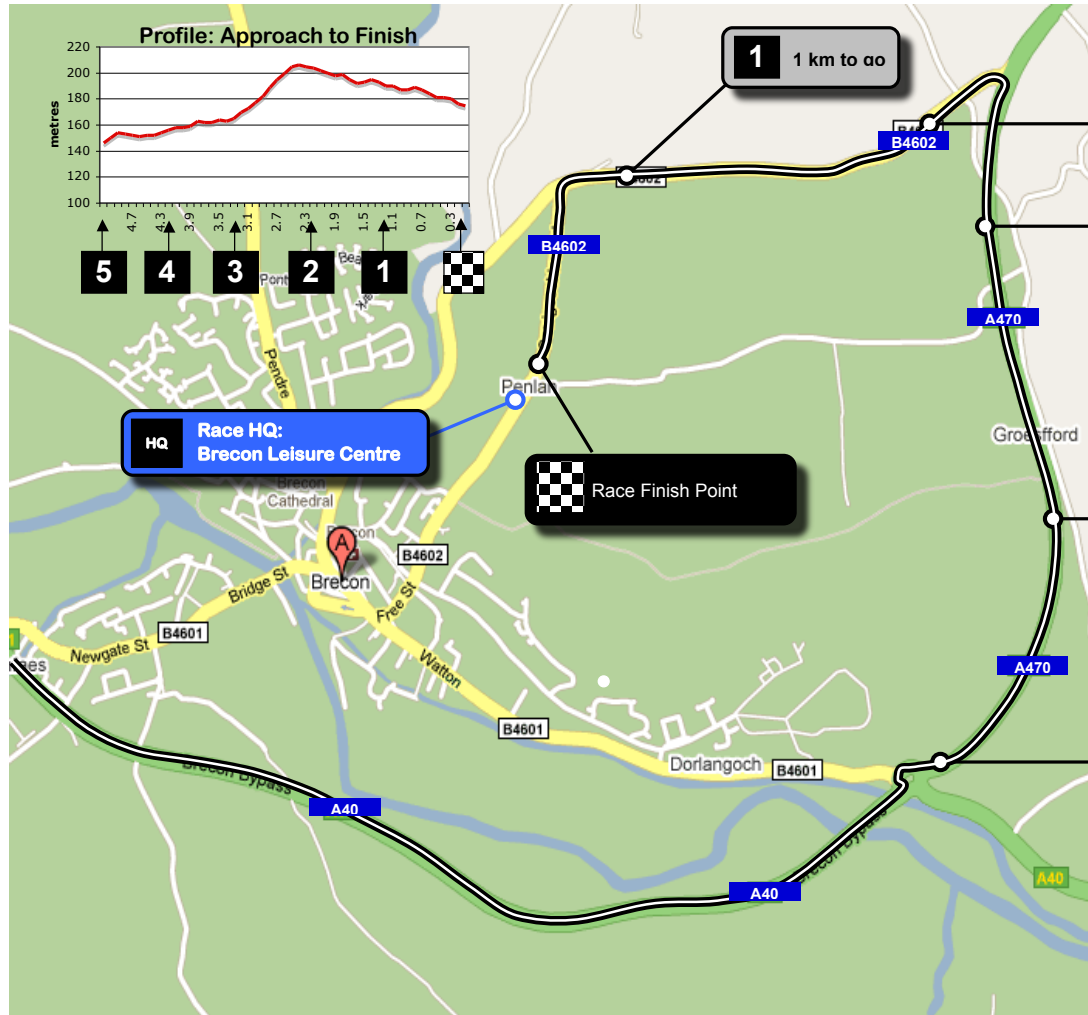 Profile: Approach to Finish
metres
220
200
180
160
140
120
100
4.7
4.3
3.9
3.5
3.1
2.7
2.3
1.9
1.5
1.1
0.7
0.3
5
4
3
2
1
1
1 km to go
B4602
B4602
A470
Pendre
Penlan
HQ
Race HQ:
Brecon Leisure Centre
Groesfford
Race Finish Point
Brecon
Cathedral
B4602
Brecon
Bridge St
Free St
B4601
Newgate St
Watton
A470
B4601
Dorlangoch
B4601
Brecon Bypass
A40
Brecon Bypass
A40
A40
A